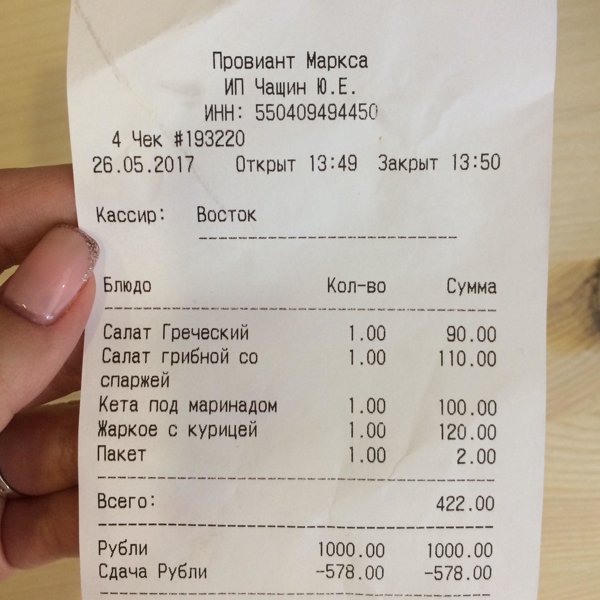 Провиант Маркса
ИП Чащин Ю.Е.
ИНН: 550409494450
4 Чек #193220
26.05.2017 Открыт 13:49 Закрыт 13:50
Кассир: Восток
Блюдо Кол-во Сумма
Салат Греческий 1.00 90.00
Салат грибной со 1.00 110.00
спаржей
Кета под маринадом 1.00 100.00
Жаркое с курицей 1.00 120.00
Пакет 1.00 2.00
Всего: 422.00
Рубли 1000.00 1000.00
Сдача Рубли -578.00 -578.00